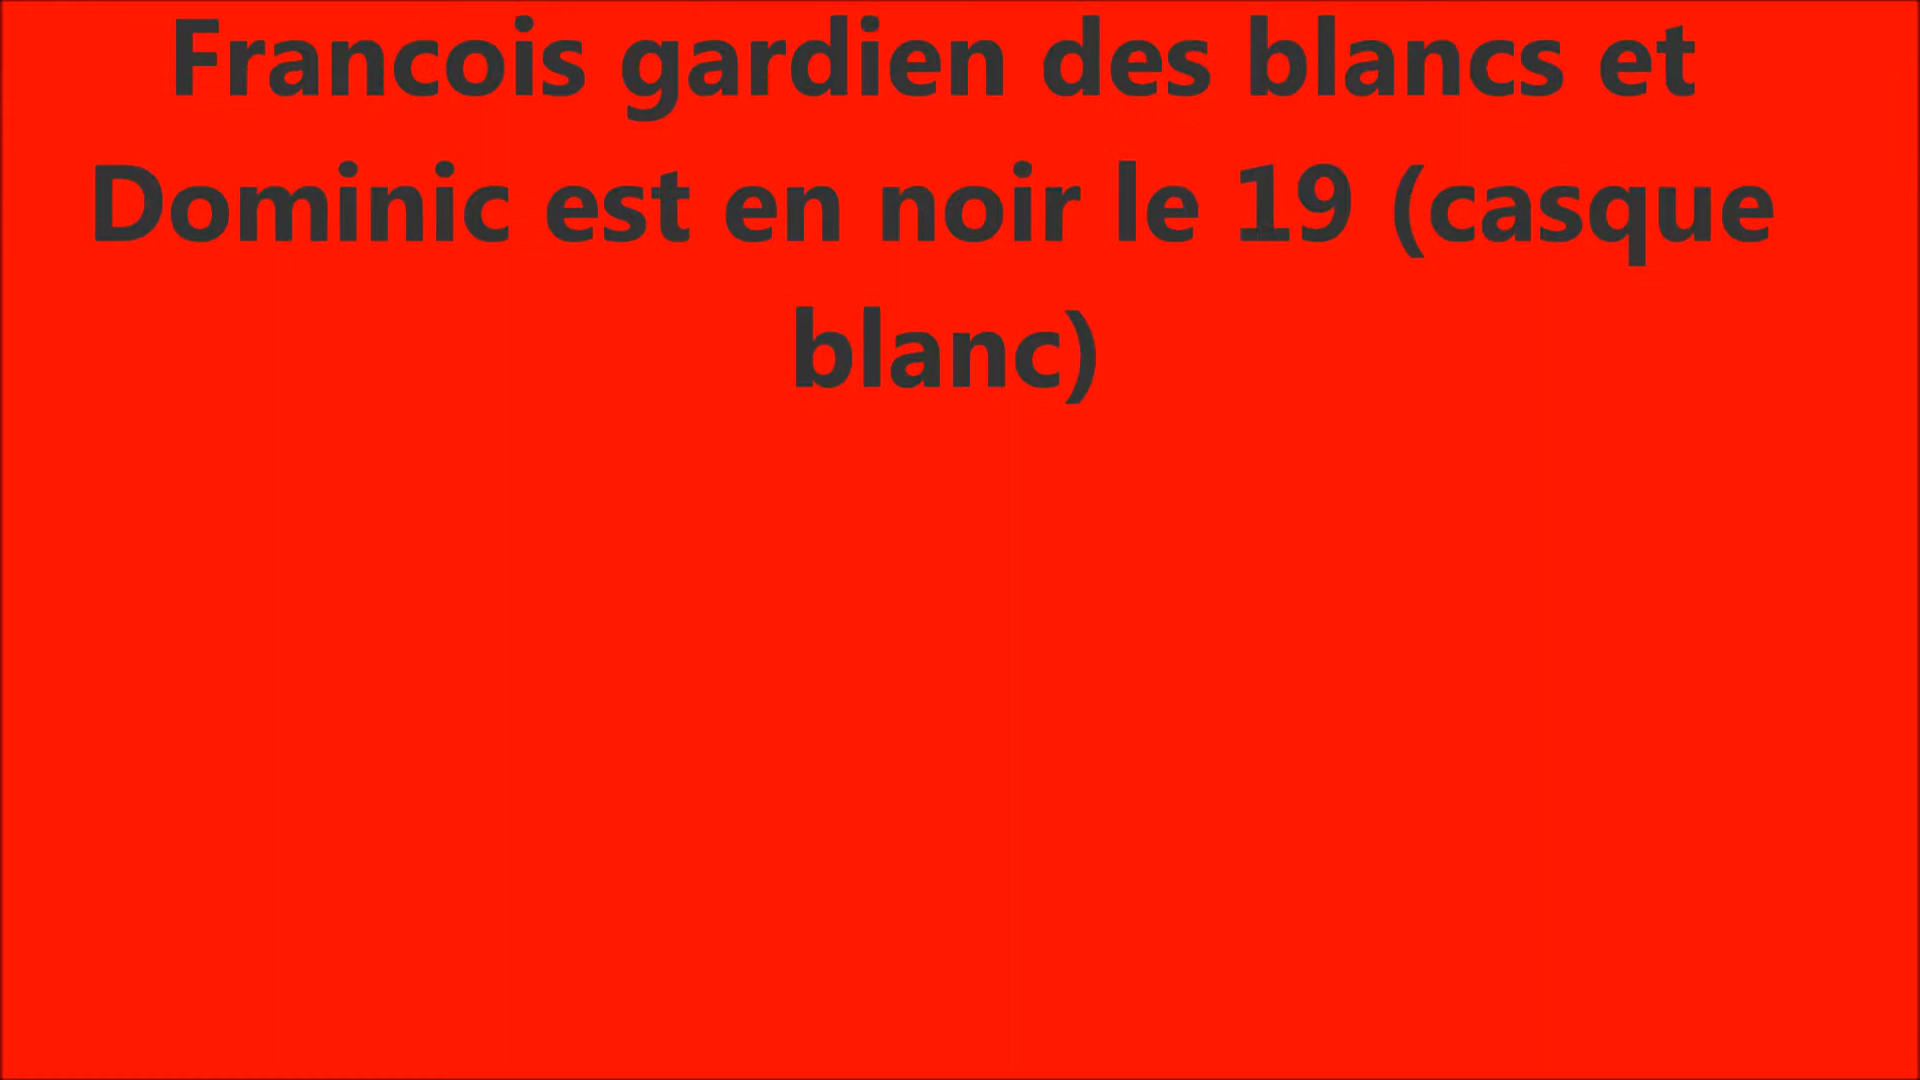 Francois gardien des blancs et
Dominic est en noir le 19 (casque
blanc)